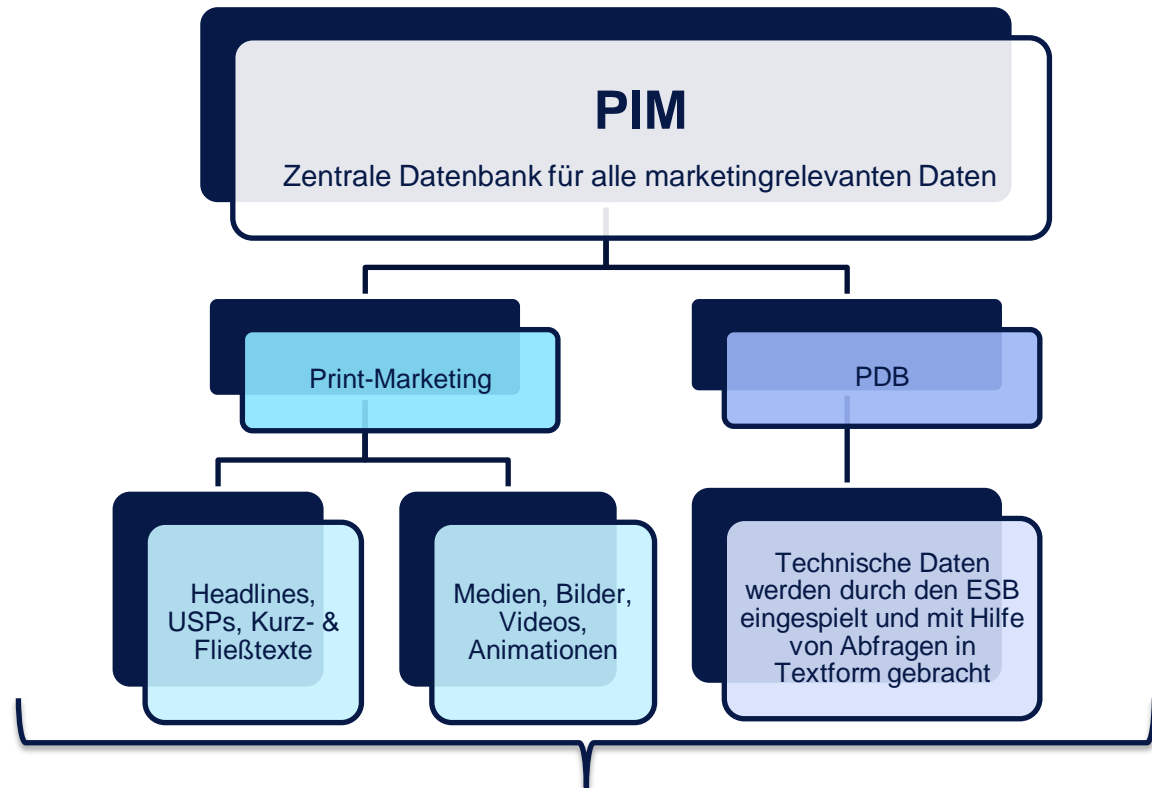 PIM
Zentrale Datenbank für alle marketingrelevanten Daten
Print-Marketing
PDB
Headlines,
USPs, Kurz- &
Fließtexte
Medien, Bilder,
Videos,
Animationen
Technische Daten
werden durch den ESB
eingespielt und mit Hilfe
von Abfragen in
Textform gebracht